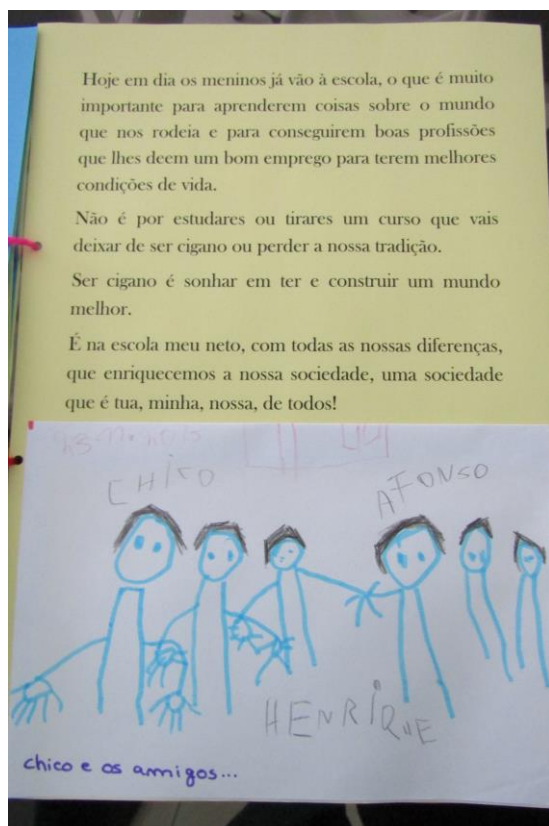 Hoje em dia os meninos já vão à escola, o que é muito
importante para aprenderem coisas sobre o mundo
que nos rodeia e para conseguirem boas profissões
que lhes deem um bom emprego para terem melhores
condições de vida.
Não é por estudares ou tirares um curso que vais
deixar de ser cigano ou perder a nossa tradição.
Ser cigano é sonhar em ter e construir um mundo
melhor.
É na escola meu neto, com todas as nossas diferenças,
que enriquecemos a nossa sociedade, uma sociedade
que é tua, minha, nossa, de todos!
CHICO
AFONSO
HENRIQUE
chico e os amigos...